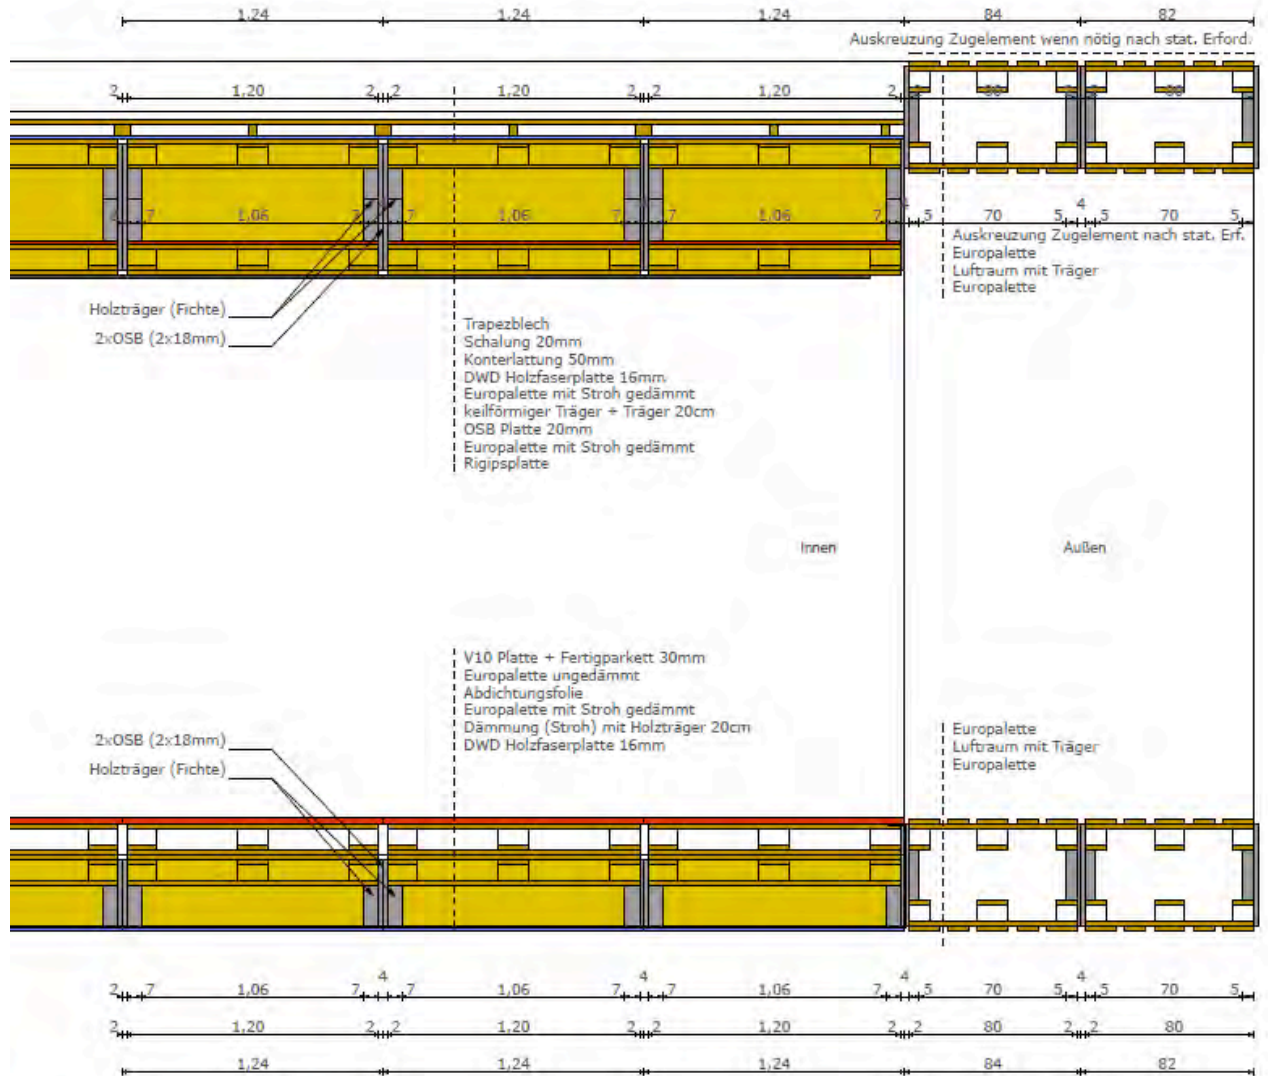 1,24 1,24 1,24 84 82
Auskreuzung Zugelement wenn nötig nach stat. Erford.
2 1,20 2 2 1,20 2 2 1,20 2 2 80 2 2 80
4
4
7 1,06 7 7 1,06 7 7 1,06 7 5 70 5 5 70 5
Auskreuzung Zugelement nach stat. Erf.
Europalette
Luftraum mit Träger
Europalette
Holzträger (Fichte)
2xOSB (2x18mm)
Trapezblech
Schalung 20mm
Konterlattung 50mm
DWD Holzfaserplatte 16mm
Europalette mit Stroh gedämmt
keilförmiger Träger + Träger 20cm
OSB Platte 20mm
Europalette mit Stroh gedämmt
Rigipsplatte
Innen
Außen
V10 Platte + Fertigparkett 30mm
Europalette ungedämmt
Abdichtungsfolie
Europalette mit Stroh gedämmt
Dämmung (Stroh) mit Holzträger 20cm
DWD Holzfaserplatte 16mm
2xOSB (2x18mm)
Holzträger (Fichte)
Europalette
Luftraum mit Träger
Europalette
4 4 4 4
2 7 1,06 7 7 1,06 7 7 1,06 7 5 70 5 5 70 5
2 1,20 2 2 1,20 2 2 1,20 2 2 80 2 2 80
1,24 1,24 1,24 84 82